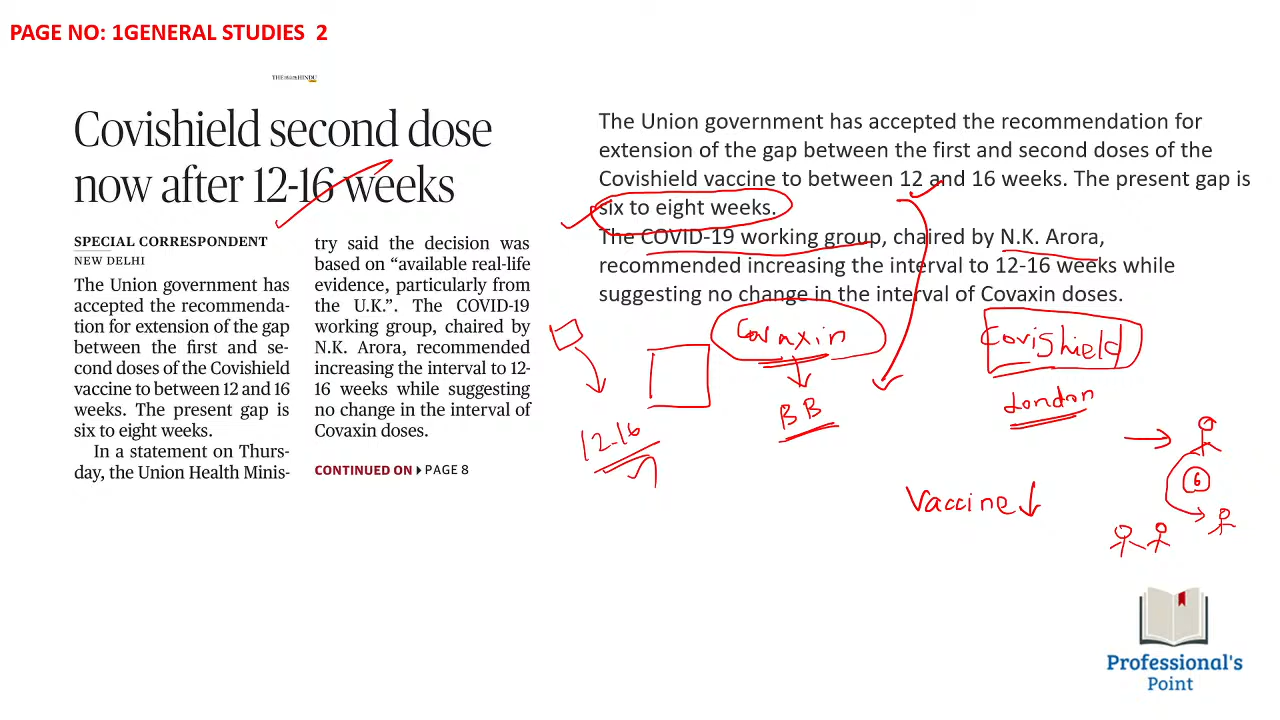 PAGE NO: 1GENERAL STUDIES 2
THE HINDU
Covishield second dose
now after 12-16 weeks
SPECIAL CORRESPONDENT
NEW DELHI
The Union government has
accepted the recommenda-
tion for extension of the gap
between the first and se-
cond doses of the Covishield
vaccine to between 12 and 16
weeks. The present gap is
six to eight weeks.
In a statement on Thurs-
day, the Union Health Minis-
try said the decision was
based on “available real-life
evidence, particularly from
the U.K.”. The COVID-19
working group, chaired by
N.K. Arora, recommended
increasing the interval to 12-
16 weeks while suggesting
no change in the interval of
Covaxin doses.
CONTINUED ON PAGE 8
The Union government has accepted the recommendation for
extension of the gap between the first and second doses of the
Covishield vaccine to between 12 and 16 weeks. The present gap is
six to eight weeks.
The COVID-19 working group, chaired by N.K. Arora,
recommended increasing the interval to 12-16 weeks while
suggesting no change in the interval of Covaxin doses.
Covaxin
BB
12-16
Covishield
London
6
Vaccine
Professional's
Point